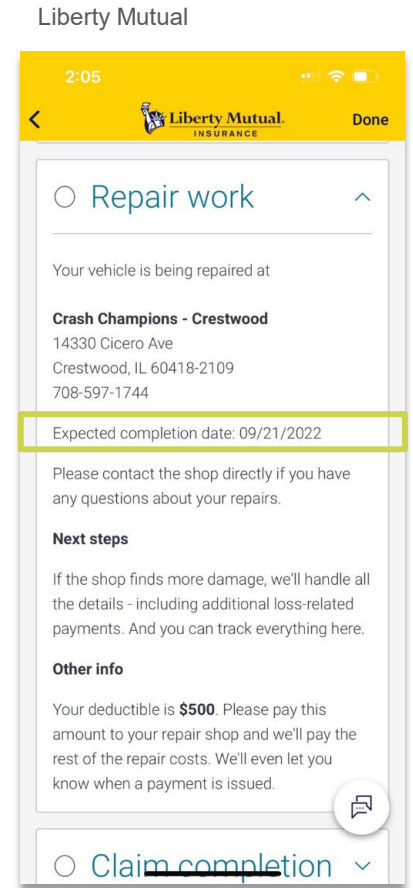 Liberty Mutual
2:05
Liberty Mutual.
INSURANCE
Done
Repair work
Your vehicle is being repaired at
Crash Champions - Crestwood
14330 Cicero Ave
Crestwood, IL 60418-2109
708-597-1744
Expected completion date: 09/21/2022
Please contact the shop directly if you have
any questions about your repairs.
Next steps
If the shop finds more damage, we'll handle all
the details - including additional loss-related
payments. And you can track everything here.
Other info
Your deductible is $500. Please pay this
amount to your repair shop and we'll pay the
rest of the repair costs. We'll even let you
know when a payment is issued.
Claim completion